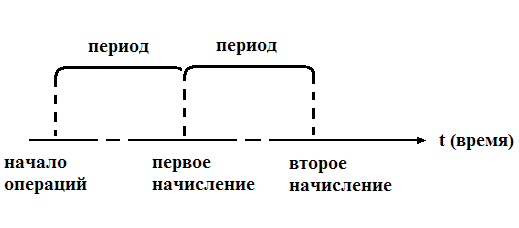 период
период
t (время)
начало
операций
первое
начисление
второе
начисление